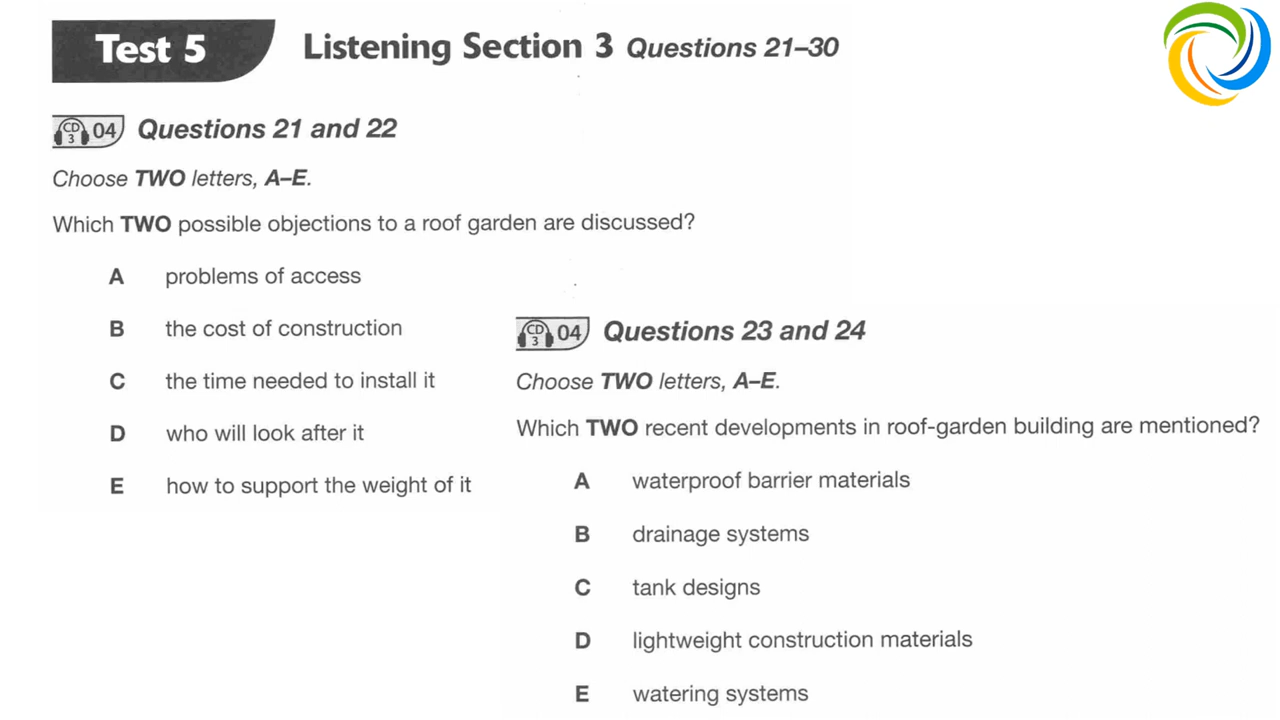 Test 5 Listening Section 3 Questions 21–30
CD 3 04 Questions 21 and 22
Choose TWO letters, A–E.
Which TWO possible objections to a roof garden are discussed?
A problems of access
B the cost of construction
C the time needed to install it
D who will look after it
E how to support the weight of it
CD 3 04 Questions 23 and 24
Choose TWO letters, A–E.
Which TWO recent developments in roof-garden building are mentioned?
A waterproof barrier materials
B drainage systems
C tank designs
D lightweight construction materials
E watering systems